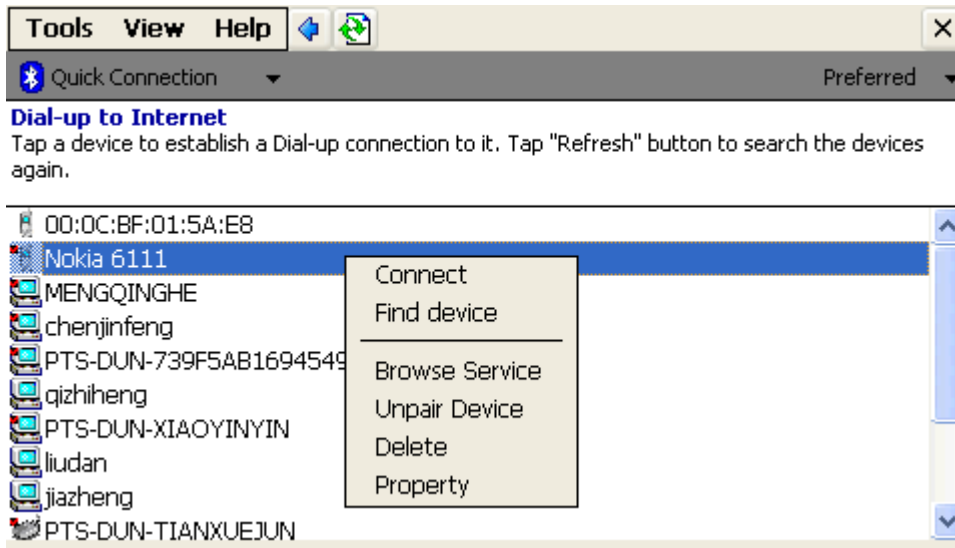 Tools View Help
Quick Connection Preferred
Dial-up to Internet
Tap a device to establish a Dial-up connection to it. Tap "Refresh" button to search the devices
again.
00:0C:BF:01:5A:E8
Nokia 6111
MENGQINGHE
chenjinfeng
PTS-DUN-739F5AB1694549
qizhiheng
PTS-DUN-XIAOYINYIN
liudan
jiazheng
PTS-DUN-TIANXUEJUN
Connect
Find device
Browse Service
Unpair Device
Delete
Property